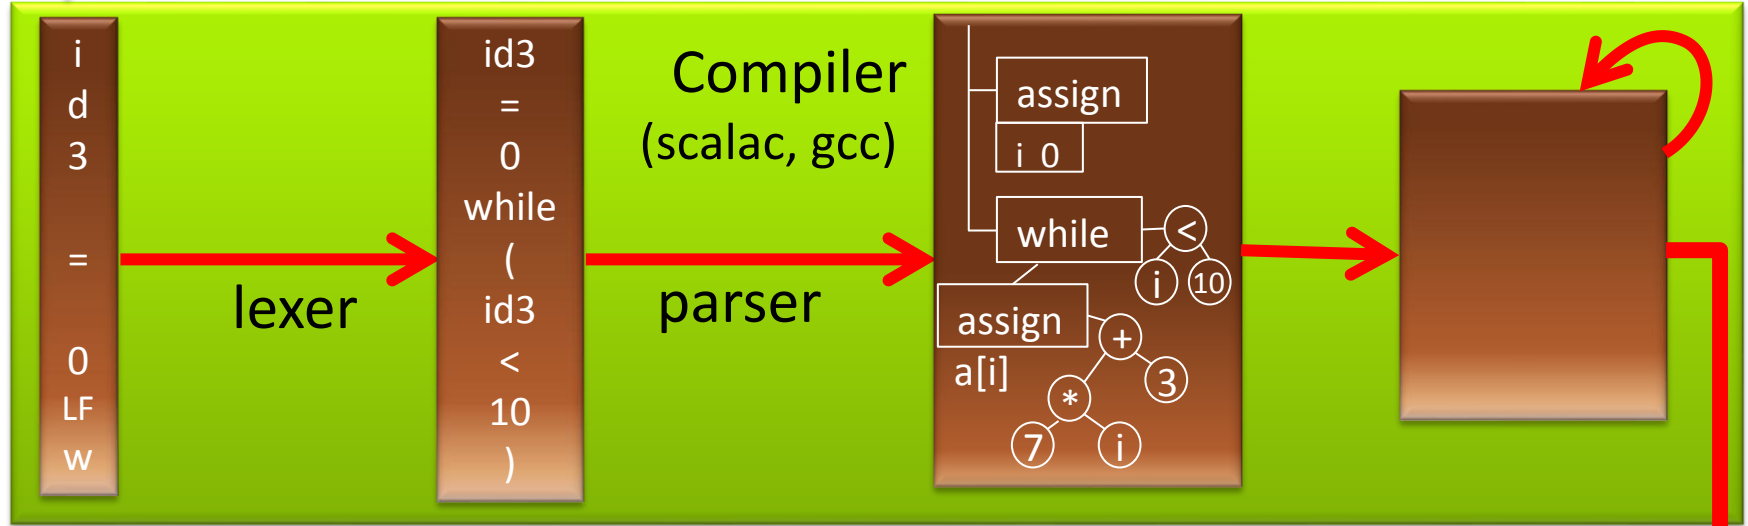 i
d
3
=
0
LF
w
lexer
id3
=
0
while
(
id3
<
10
)
Compiler
(scalac, gcc)
parser
assign
i 0
while
<
i
10
assign
+
a[i]
3
*
7
i